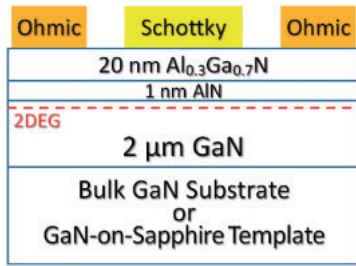 Ohmic Schottky Ohmic
20 nm Al₀.₃Ga₀.₇N
1 nm AlN
2DEG
2 μm GaN
Bulk GaN Substrate
or
GaN-on-Sapphire Template